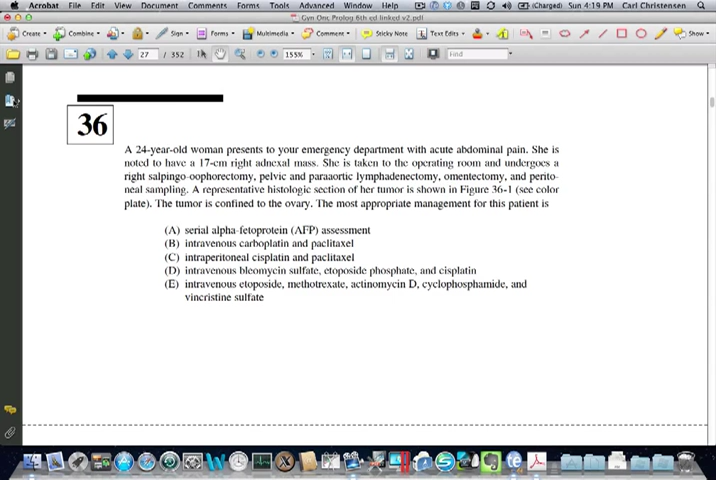 Acrobat File Edit View Document Comments Forms Tools Advanced Window Help (Charged) Sun 4:19 PM Carl Christensen
Gyn Onc Prolog 6th ed linked v2.pdf
Create Combine Sign Forms Multimedia Comment Sticky Note Text Edits Show
27 / 352 155% Find
36
A 24-year-old woman presents to your emergency department with acute abdominal pain. She is
noted to have a 17-cm right adnexal mass. She is taken to the operating room and undergoes a
right salpingo-oophorectomy, pelvic and paraaortic lymphadenectomy, omentectomy, and perito-
neal sampling. A representative histologic section of her tumor is shown in Figure 36-1 (see color
plate). The tumor is confined to the ovary. The most appropriate management for this patient is
(A) serial alpha-fetoprotein (AFP) assessment
(B) intravenous carboplatin and paclitaxel
(C) intraperitoneal cisplatin and paclitaxel
(D) intravenous bleomycin sulfate, etoposide phosphate, and cisplatin
(E) intravenous etoposide, methotrexate, actinomycin D, cyclophosphamide, and
vincristine sulfate